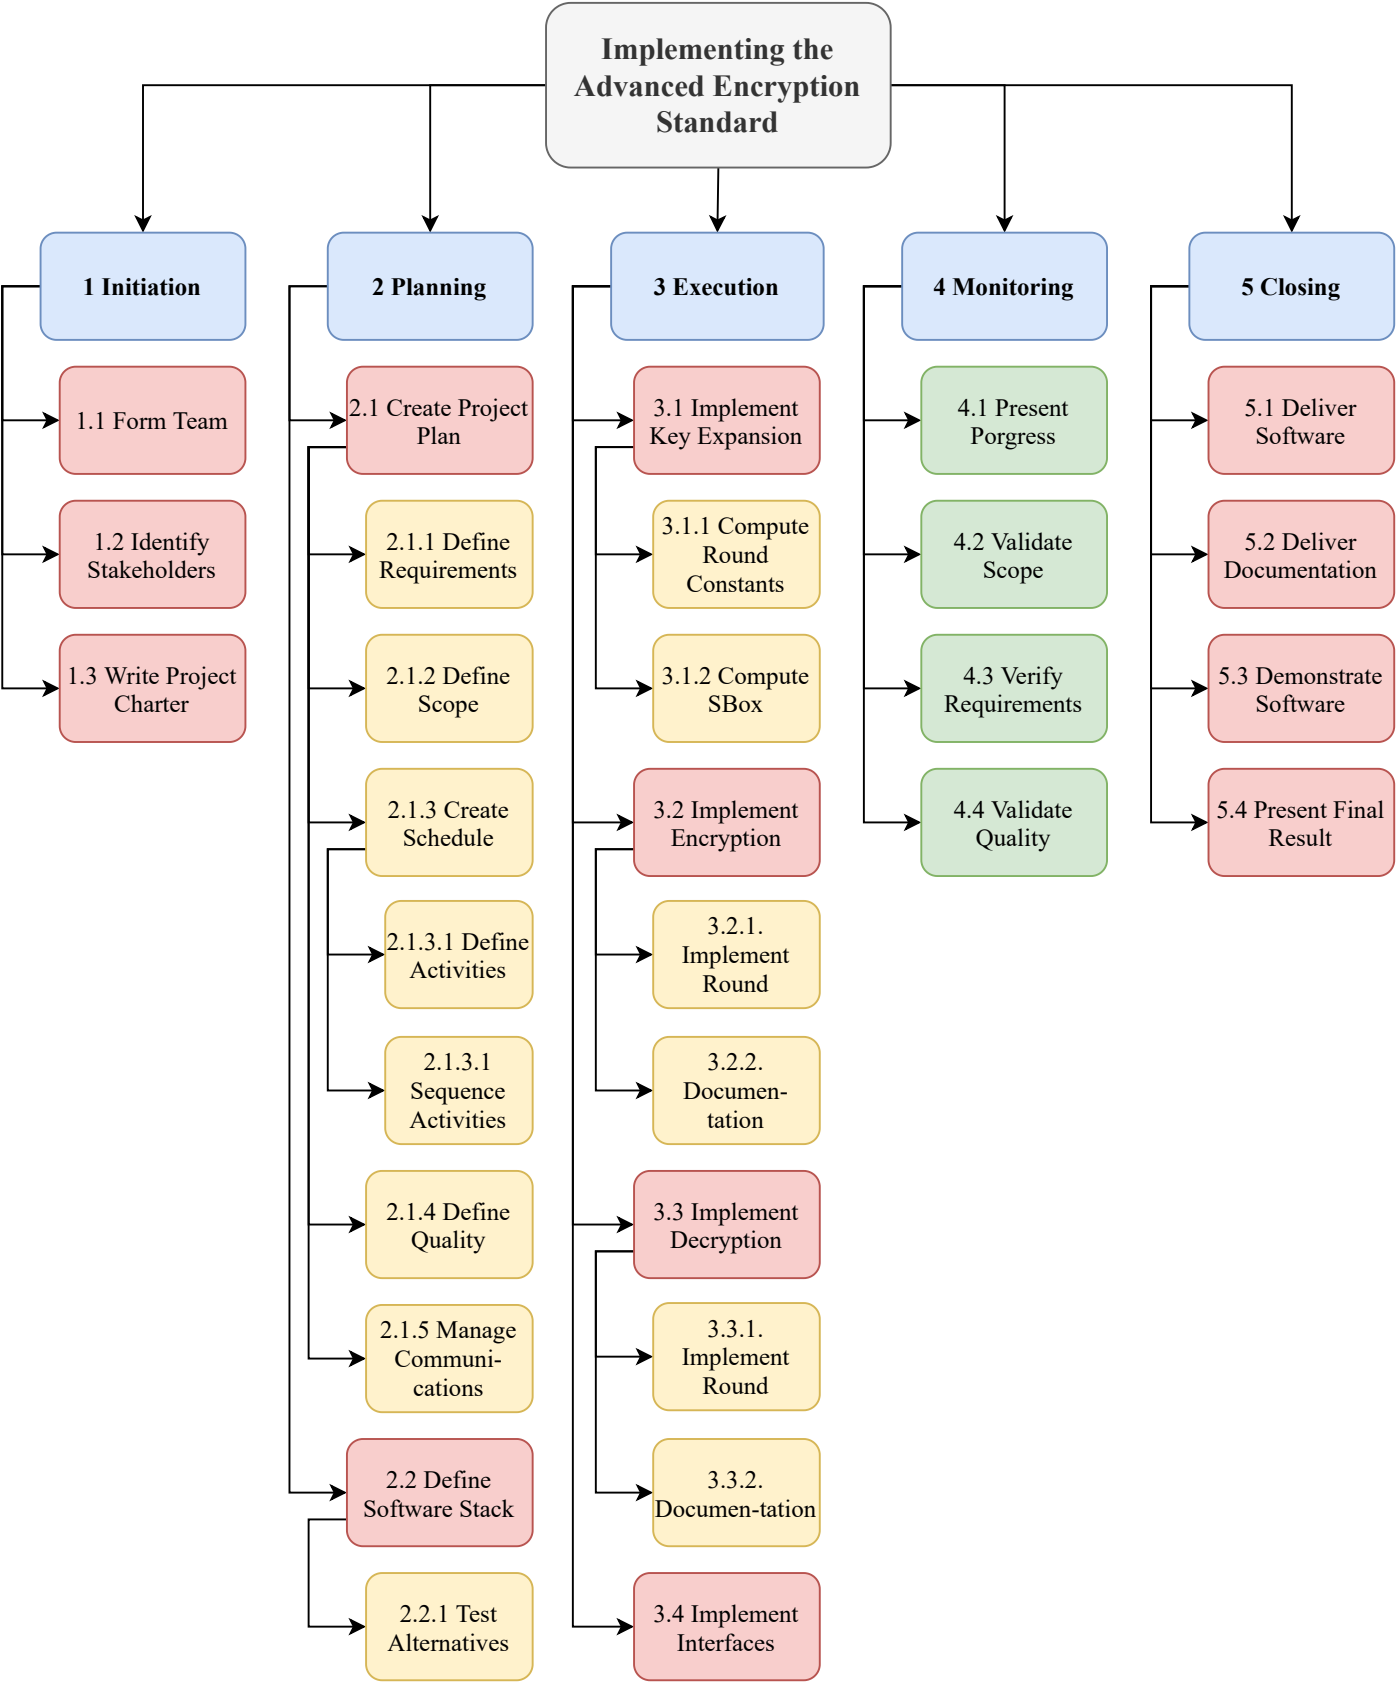 Implementing the
Advanced Encryption
Standard
1 Initiation
1.1 Form Team
1.2 Identify
Stakeholders
1.3 Write Project
Charter
2 Planning
2.1 Create Project
Plan
2.1.1 Define
Requirements
2.1.2 Define
Scope
2.1.3 Create
Schedule
2.1.3.1 Define
Activities
2.1.3.1
Sequence
Activities
2.1.4 Define
Quality
2.1.5 Manage
Communi-
cations
2.2 Define
Software Stack
2.2.1 Test
Alternatives
3 Execution
3.1 Implement
Key Expansion
3.1.1 Compute
Round
Constants
3.1.2 Compute
SBox
3.2 Implement
Encryption
3.2.1.
Implement
Round
3.2.2.
Documen-
tation
3.3 Implement
Decryption
3.3.1.
Implement
Round
3.3.2.
Documen-tation
3.4 Implement
Interfaces
4 Monitoring
4.1 Present
Porgress
4.2 Validate
Scope
4.3 Verify
Requirements
4.4 Validate
Quality
5 Closing
5.1 Deliver
Software
5.2 Deliver
Documentation
5.3 Demonstrate
Software
5.4 Present Final
Result